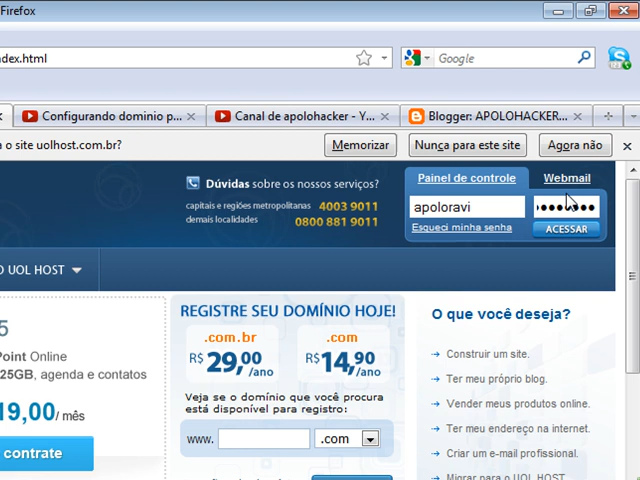 Firefox
dex.html
Google
Configurando dominio p...
Canal de apolohacker - Y...
Blogger: APOLOHACKER...
o site uolhost.com.br?
Memorizar
Nunca para este site
Agora não
Dúvidas sobre os nossos serviços?
capitais e regiões metropolitanas 4003 9011
demais localidades 0800 881 9011
Painel de controle
Webmail
apoloravi
Esqueci minha senha
ACESSAR
O UOL HOST
5
Point Online
25GB, agenda e contatos
19,00/ mês
contrate
REGISTRE SEU DOMÍNIO HOJE!
.com.br
R$ 29,00/ano
.com
R$ 14,90/ano
Veja se o domínio que você procura
está disponível para registro:
www.
.com
O que você deseja?
Construir um site.
Ter meu próprio blog.
Vender meus produtos online.
Ter meu endereço na internet.
Criar um e-mail profissional.
Migrar para o UOL HOST